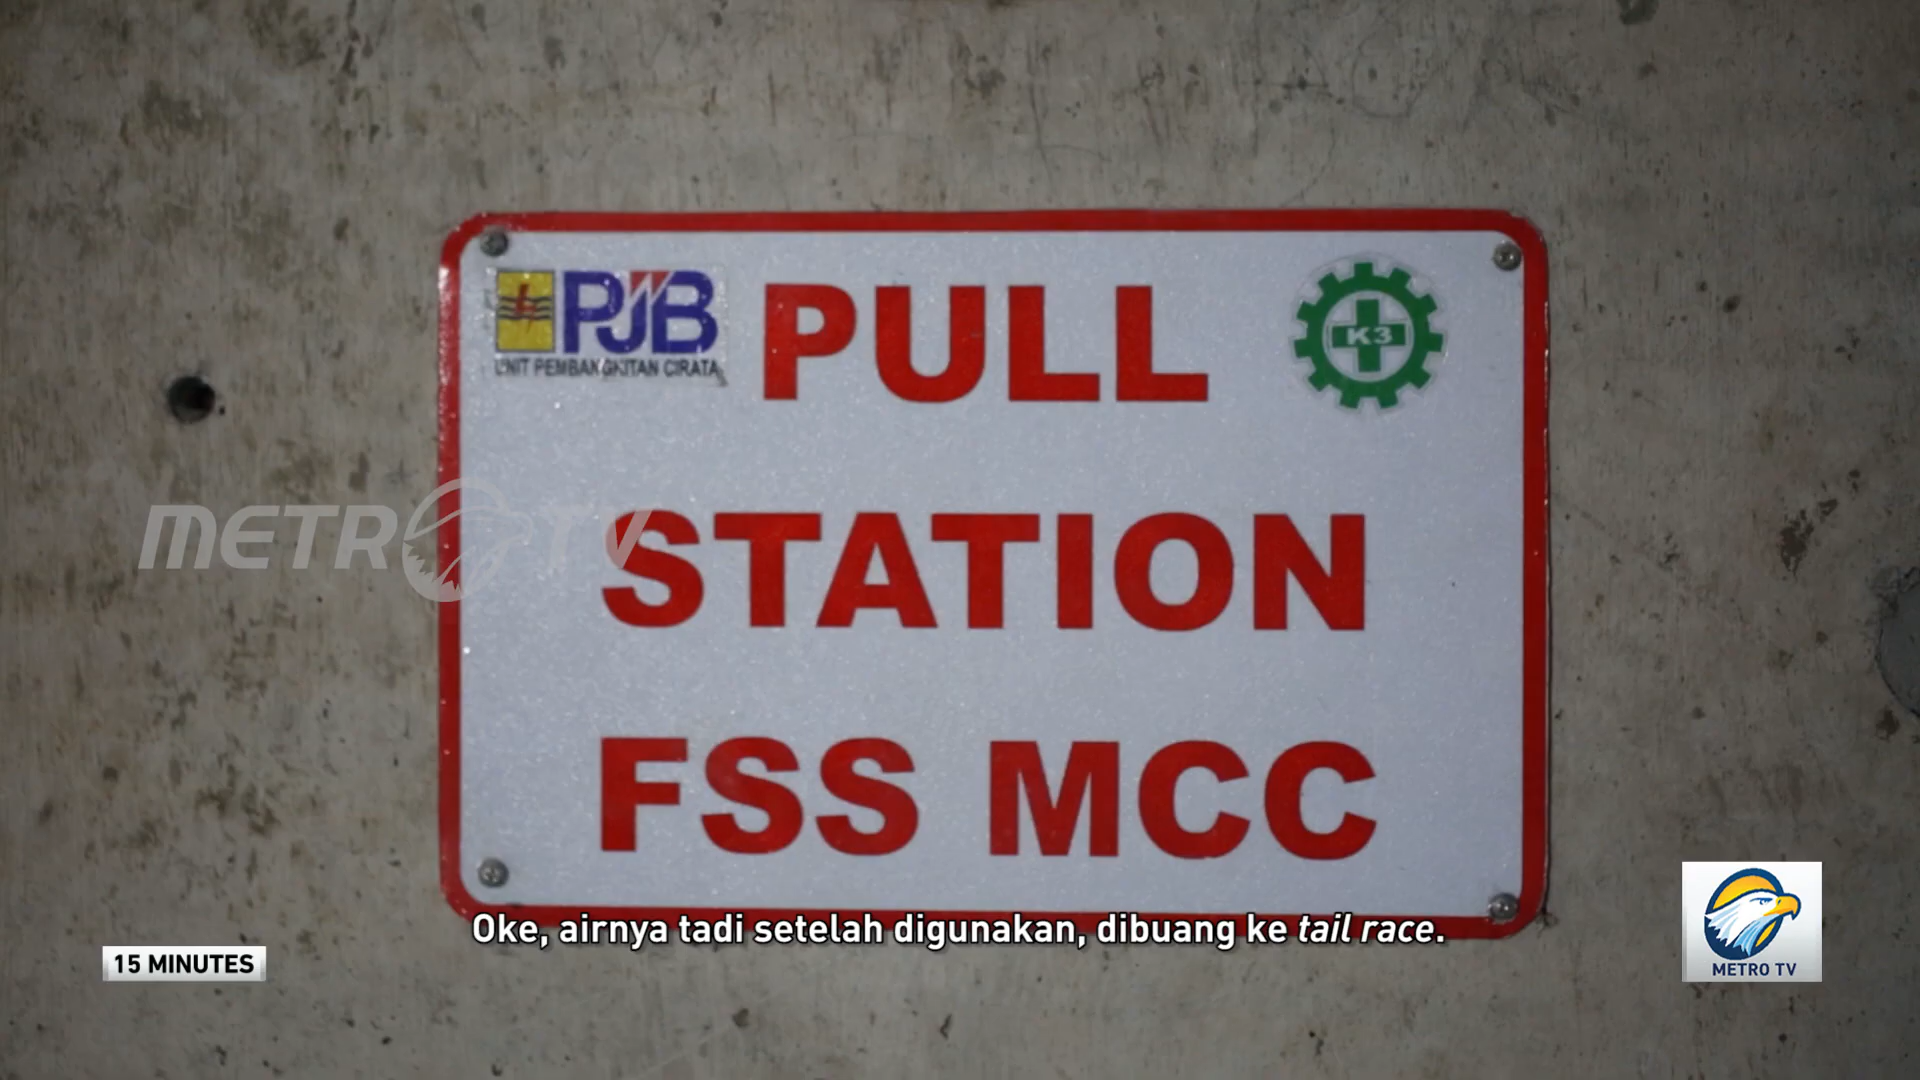 PJB
UNIT PEMBANGKITAN CIRATA
PULL
K3
STATION
FSS MCC
METRO TV
Oke, airnya tadi setelah digunakan, dibuang ke tail race.
15 MINUTES
METRO TV